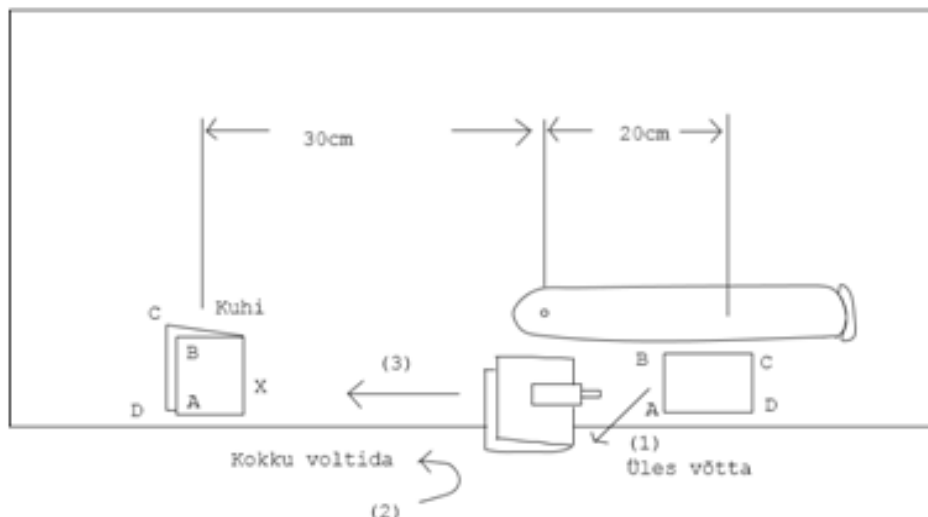 30cm
20cm
C
Kuhi
B
X
D
A
(3)
B
C
A
D
(1)
Üles võtta
Kokku voltida
(2)